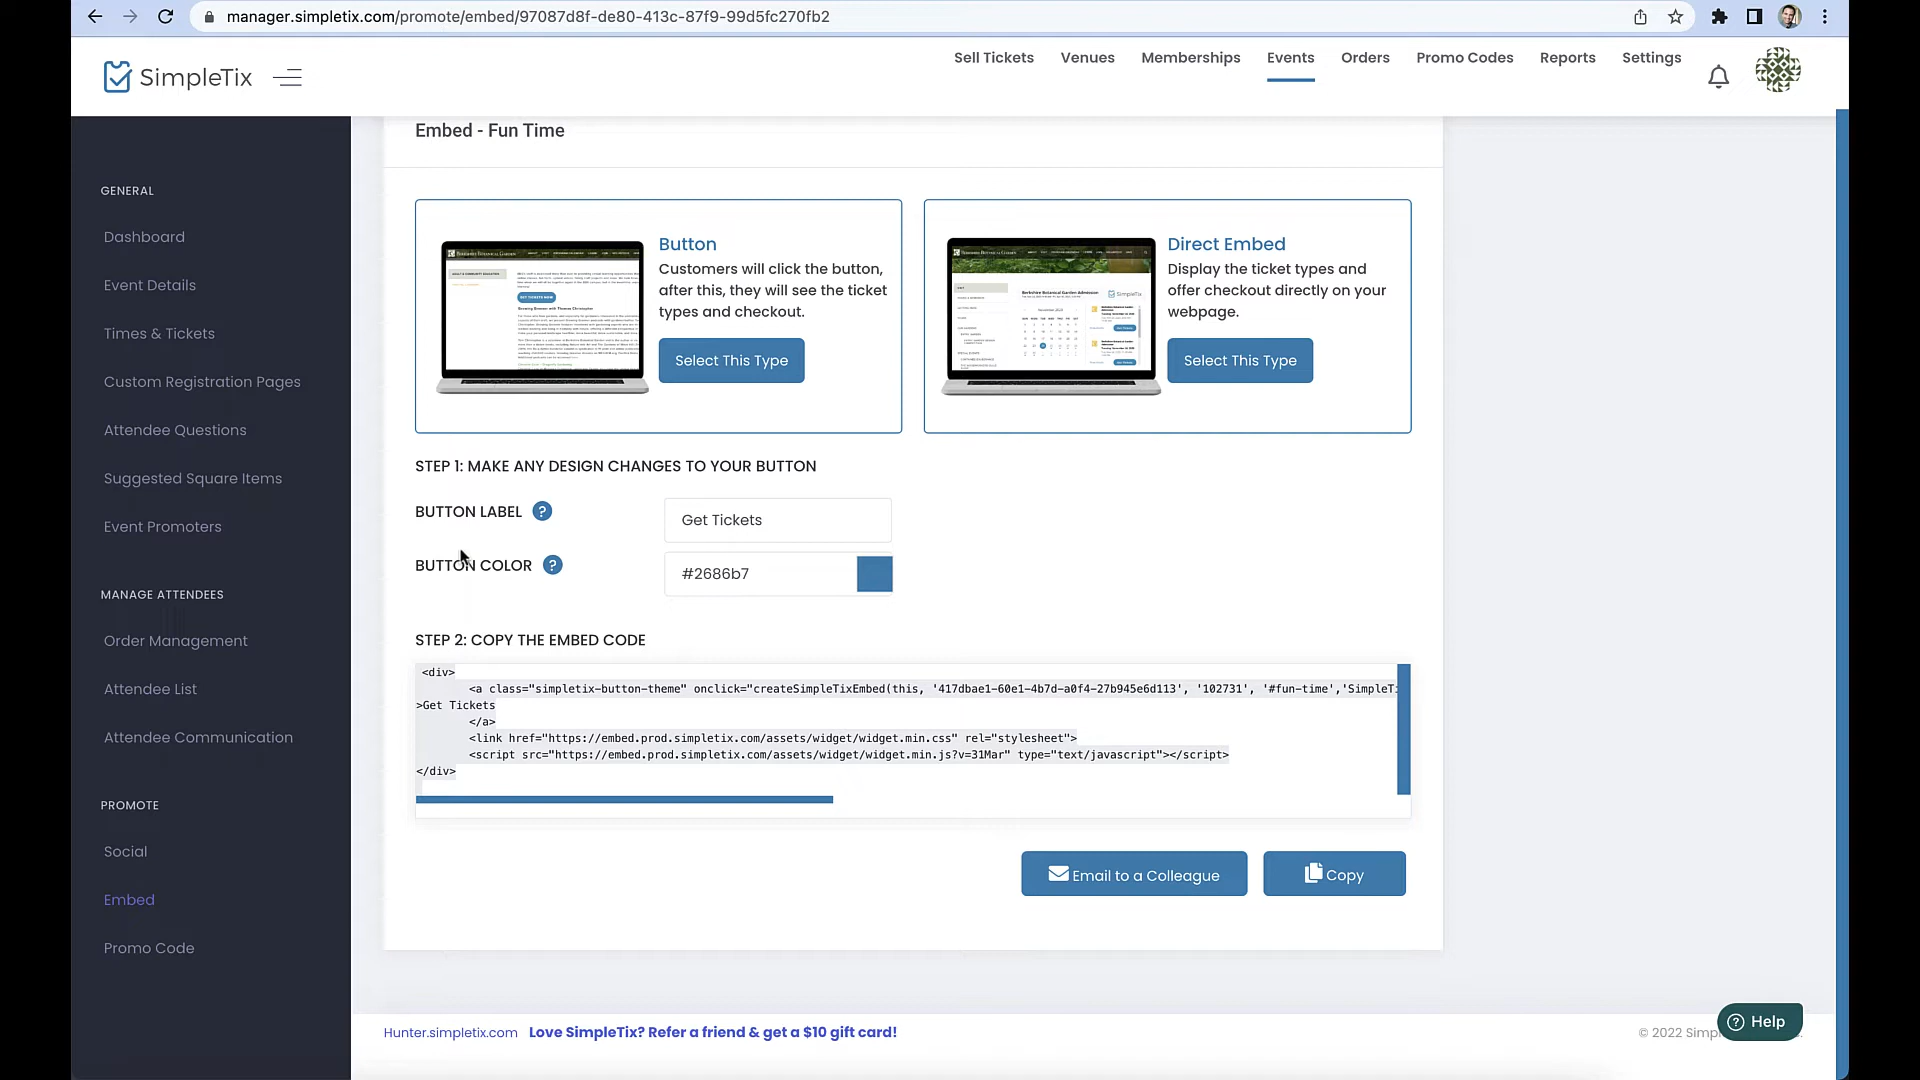 manager.simpletix.com/promote/embed/97087d8f-de80-413c-87f9-99d5fc270fb2
SimpleTix
Sell Tickets
Venues
Memberships
Events
Orders
Promo Codes
Reports
Settings
GENERAL
Dashboard
Event Details
Times & Tickets
Custom Registration Pages
Attendee Questions
Suggested Square Items
Event Promoters
MANAGE ATTENDEES
Order Management
Attendee List
Attendee Communication
PROMOTE
Social
Embed
Promo Code
Embed - Fun Time
Button
Customers will click the button,
after this, they will see the ticket
types and checkout.
Select This Type
Direct Embed
Display the ticket types and
offer checkout directly on your
webpage.
Select This Type
STEP 1: MAKE ANY DESIGN CHANGES TO YOUR BUTTON
BUTTON LABEL ?
Get Tickets
BUTTON COLOR ?
#2686b7
STEP 2: COPY THE EMBED CODE
<div>
<a class="simpletix-button-theme" onclick="createSimpleTixEmbed(this, '417dbae1-60e1-4b7d-a0f4-27b945e6d113', '102731', '#fun-time','SimpleTi
>Get Tickets
</a>
<link href="https://embed.prod.simpletix.com/assets/widget/widget.min.css" rel="stylesheet">
<script src="https://embed.prod.simpletix.com/assets/widget/widget.min.js?v=31Mar" type="text/javascript"></script>
</div>
Email to a Colleague
Copy
Hunter.simpletix.com
Love SimpleTix? Refer a friend & get a $10 gift card!
© 2022 Simp
? Help